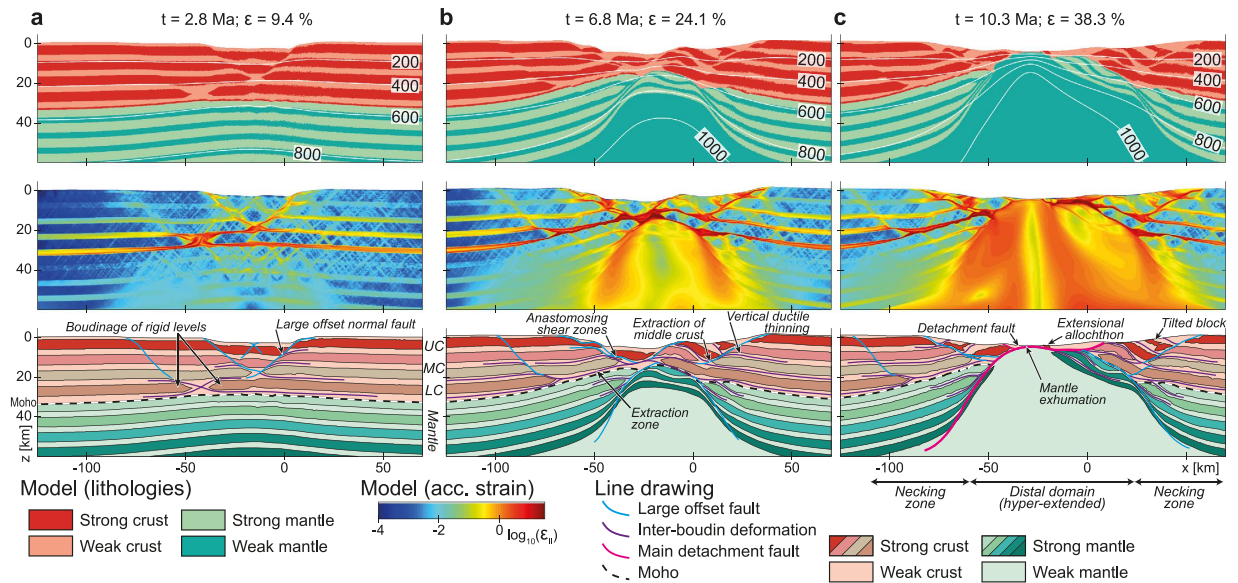 a
t = 2.8 Ma; ε = 9.4 %
b
t = 6.8 Ma; ε = 24.1 %
c
t = 10.3 Ma; ε = 38.3 %
0
20
40
200
400
600
800
200
400
600
800
1000
200
400
600
800
1000
0
20
40
Boudinage of rigid levels
Large offset normal fault
Anastomosing
shear zones
Extraction of
middle crust
Vertical ductile
thinning
Detachment fault
Extensional
allochthon
Tilted block
0
20
Moho
40
z [km]
UC
MC
LC
Mantle
Extraction
zone
Mantle
exhumation
-100
-50
0
-50
0
50
-100
-50
0
x [km]
Necking
zone
Distal domain
(hyper-extended)
Necking
zone
Model (lithologies)
Strong crust
Weak crust
Strong mantle
Weak mantle
Model (acc. strain)
-4
-2
log10(ε̇II)
Line drawing
Large offset fault
Inter-boudin deformation
Main detachment fault
Moho
Strong crust
Weak crust
Strong mantle
Weak mantle